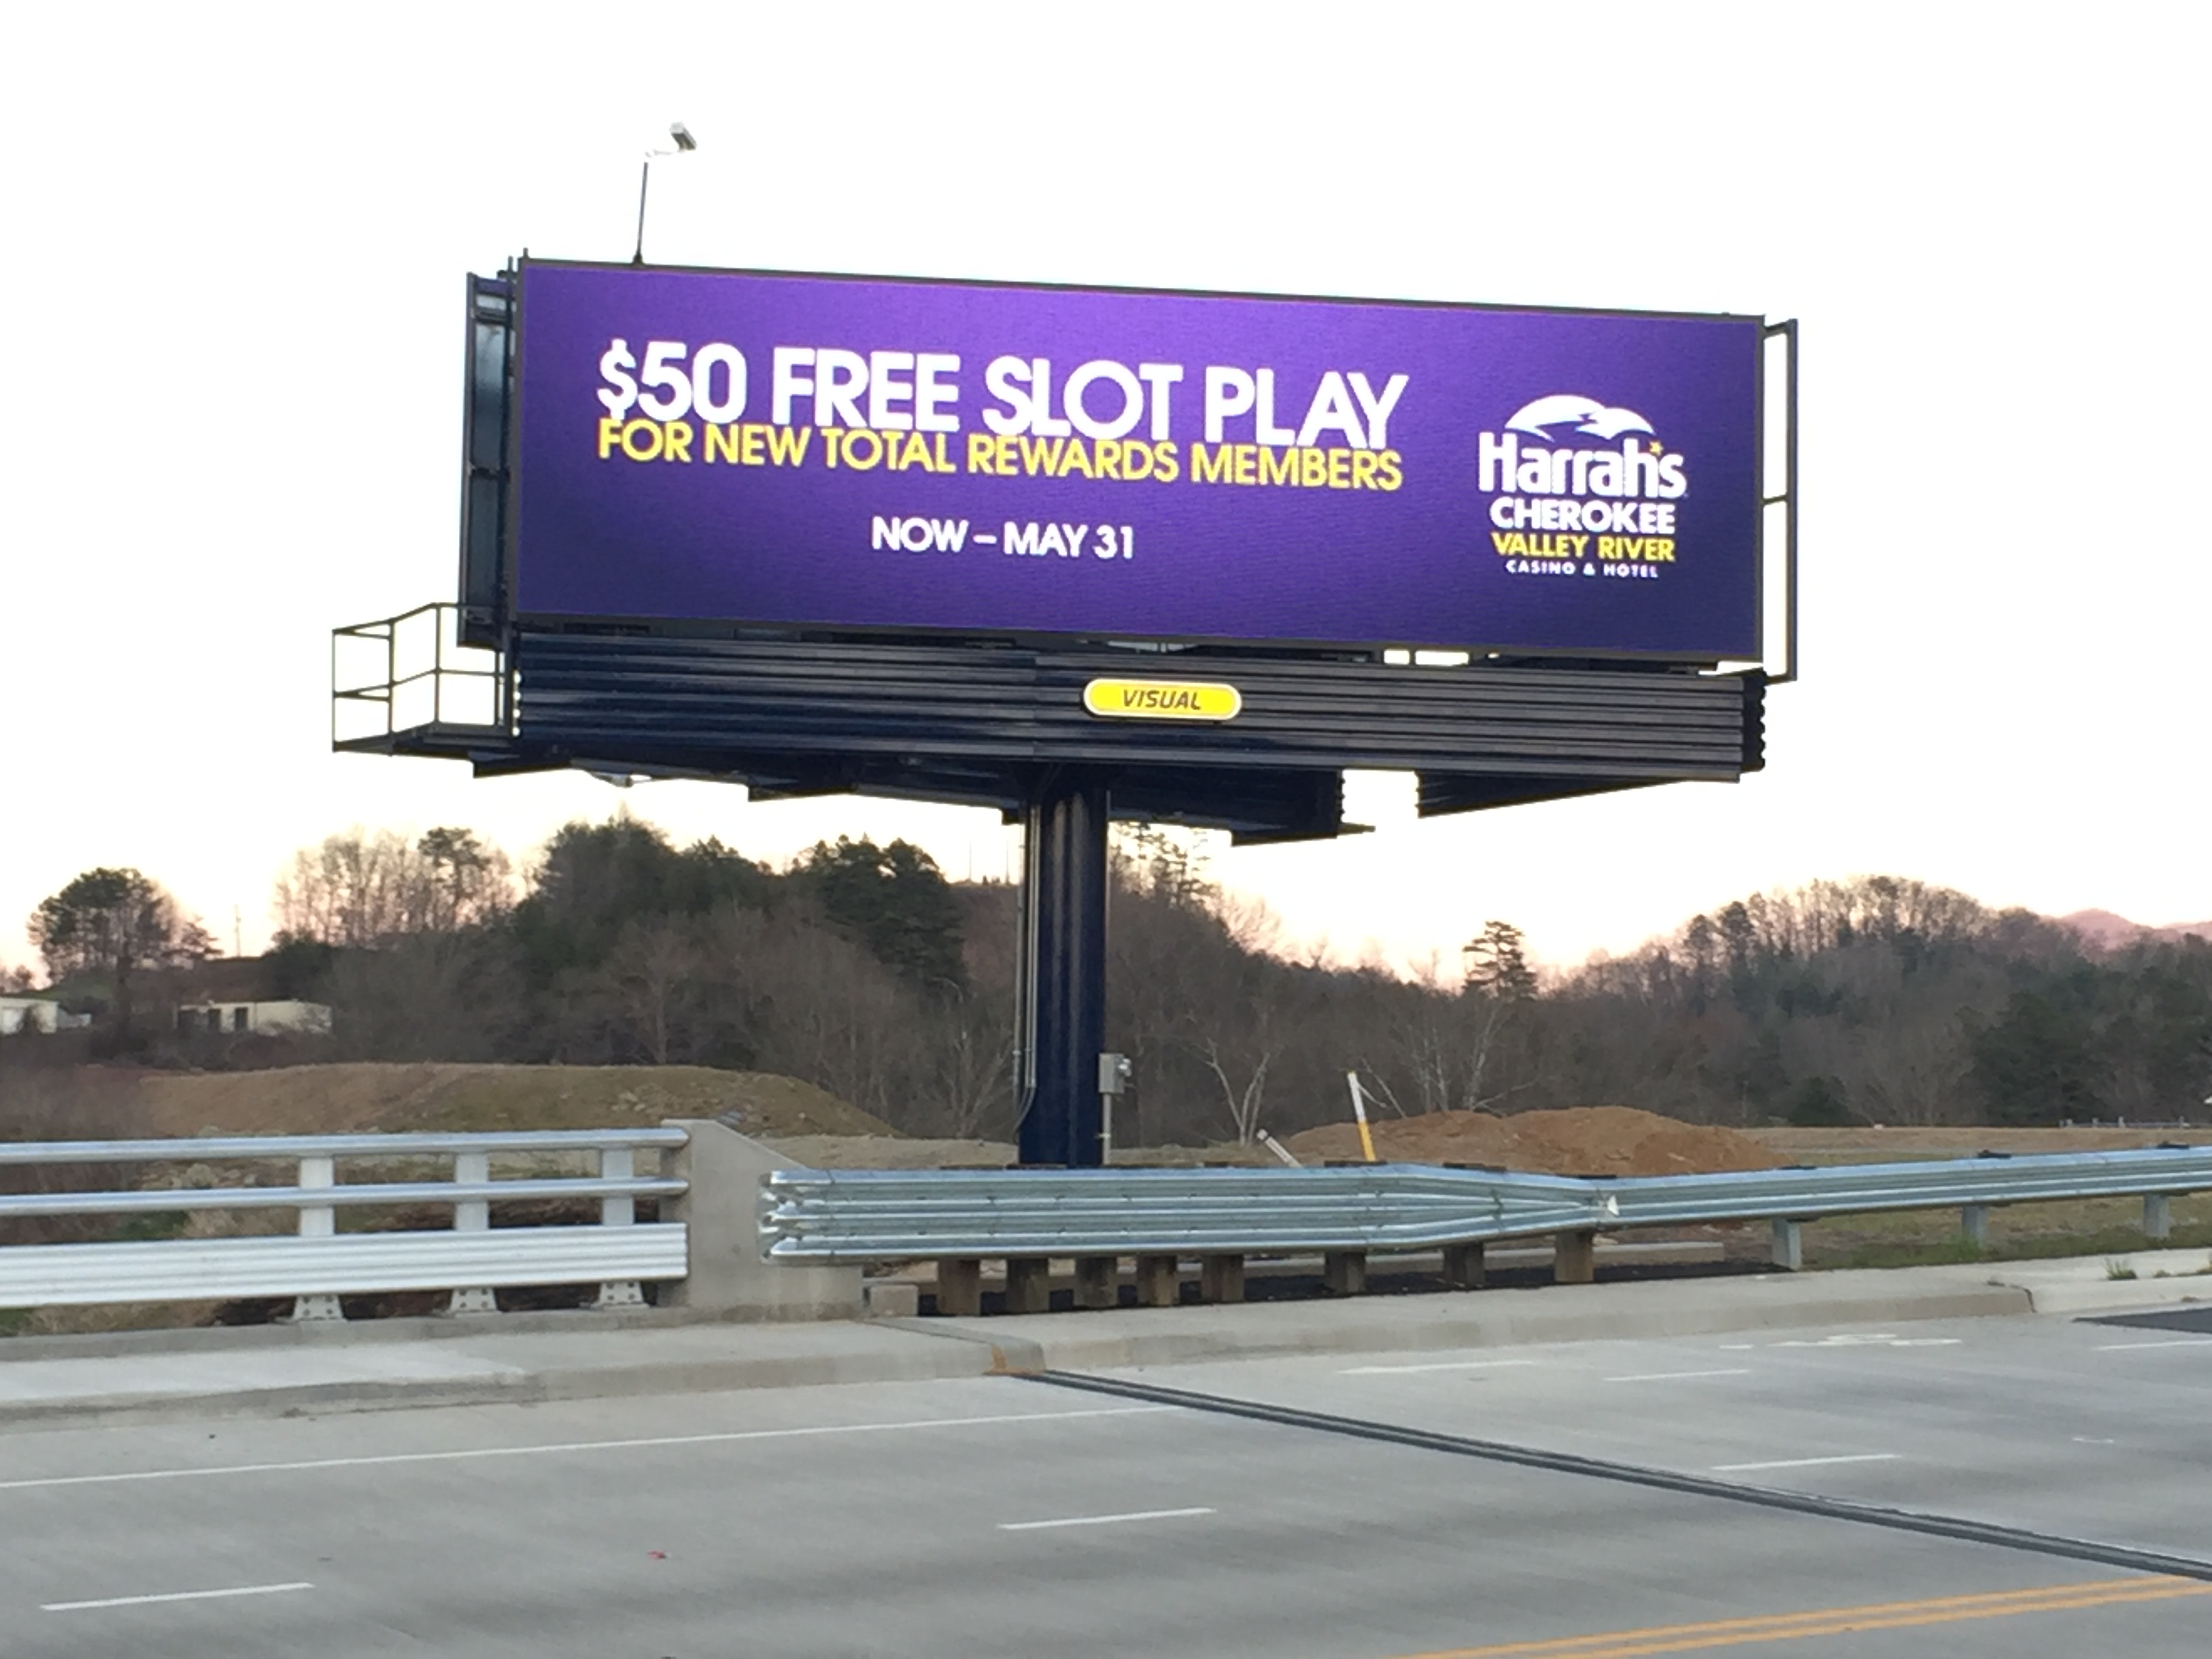 $50 FREE SLOT PLAY
FOR NEW TOTAL REWARDS MEMBERS
NOW – MAY 31
Harrah's
CHEROKEE
VALLEY RIVER
CASINO & HOTEL
VISUAL